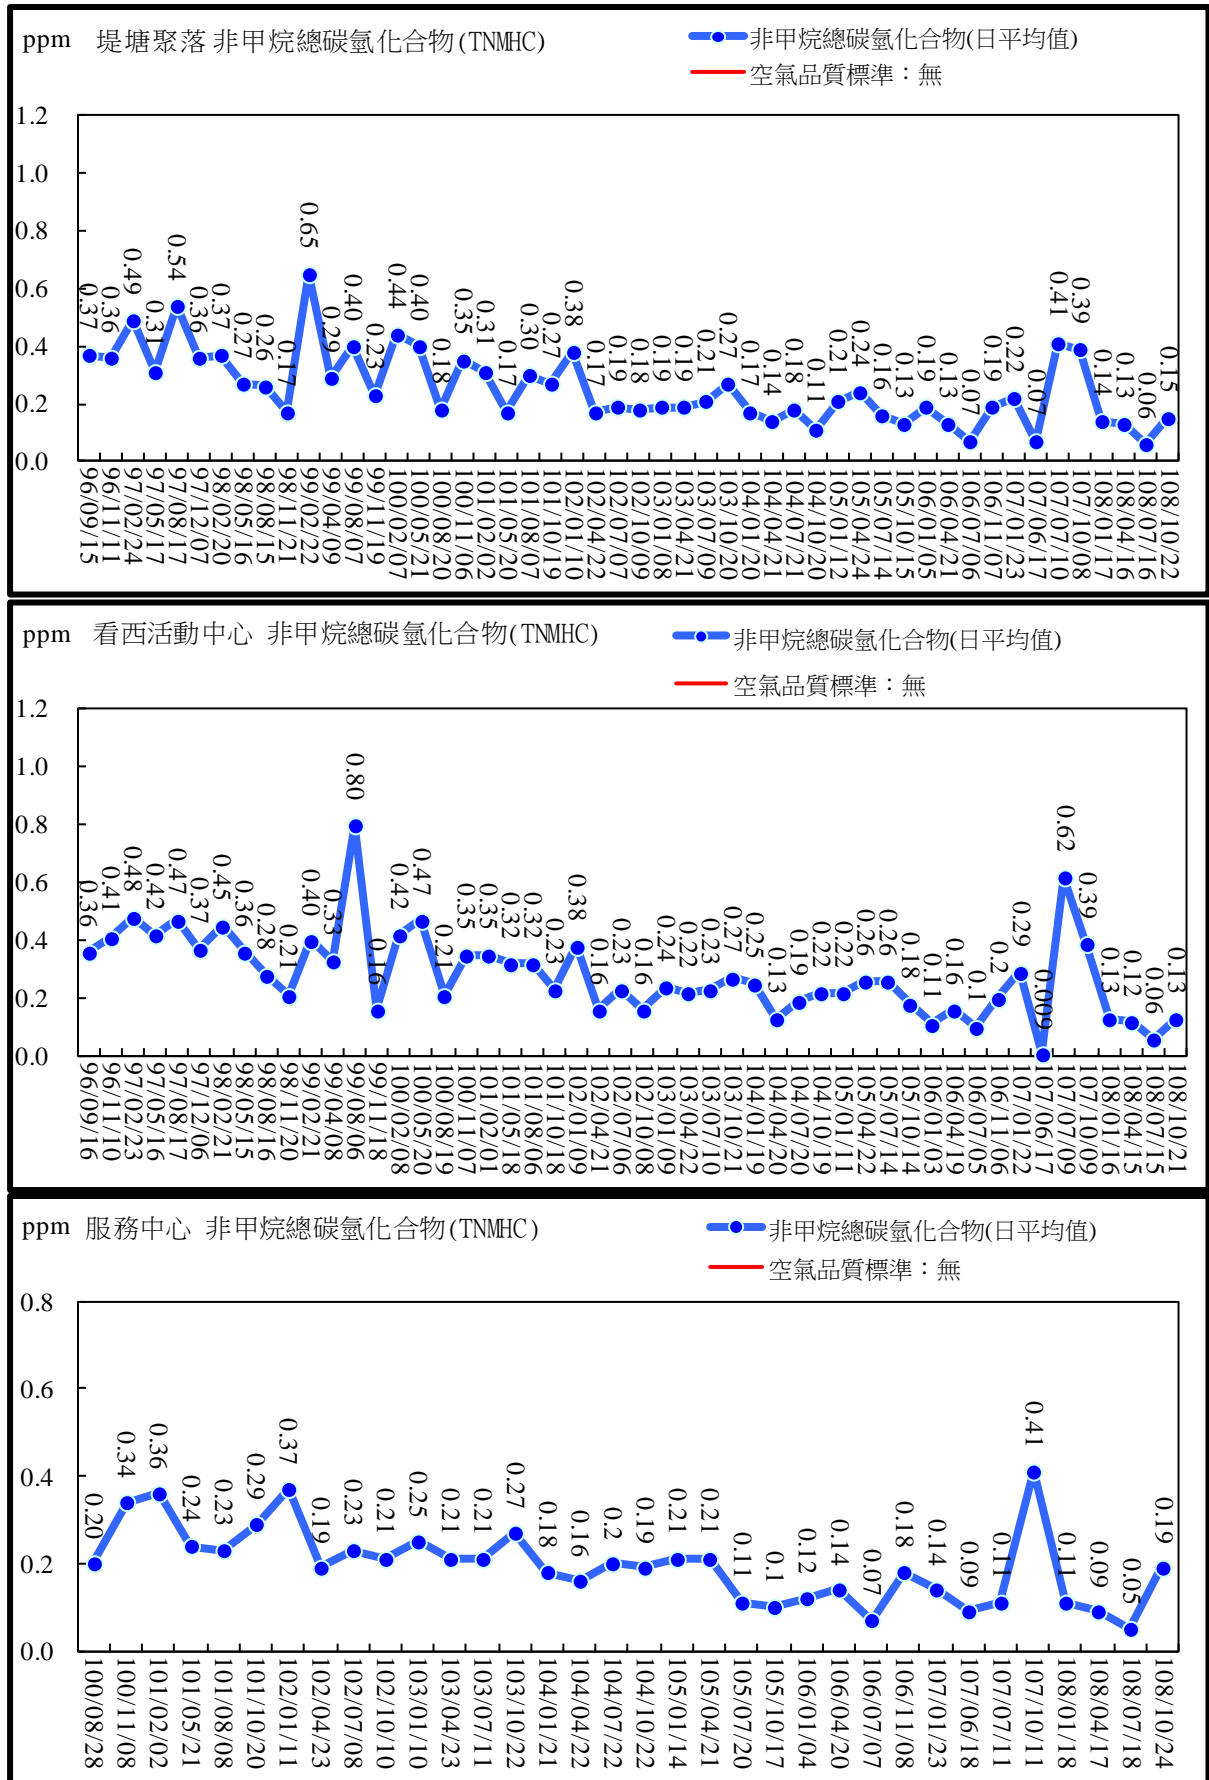 ppm 堤塘聚落 非甲烷總碳氫化合物(TNMHC)
非甲烷總碳氫化合物(日平均值)
空氣品質標準：無
1.2
1.0
0.8
0.6
0.4
0.2
0.0
0.37 0.36 0.49 0.31 0.54 0.36 0.37 0.27 0.26 0.17 0.65 0.29 0.40 0.23 0.44 0.40 0.18 0.35 0.31 0.17 0.30 0.27 0.38 0.17 0.19 0.18 0.19 0.19 0.21 0.27 0.17 0.14 0.18 0.11 0.21 0.24 0.16 0.13 0.19 0.13 0.07 0.19 0.22 0.07 0.41 0.39 0.14 0.13 0.06 0.15
96/09/15 96/11/11 97/02/24 97/05/17 97/08/17 97/12/07 98/02/20 98/05/16 98/08/15 98/11/21 99/02/22 99/04/09 99/08/07 99/11/19 100/02/07 100/05/21 100/08/20 100/11/06 101/02/02 101/05/20 101/08/07 101/10/19 102/01/10 102/04/22 102/07/10 102/10/09 103/01/08 103/04/21 103/07/09 103/10/20 104/01/21 104/04/21 104/07/21 104/10/20 105/01/12 105/04/24 105/07/14 105/10/15 106/01/05 106/04/21 106/07/06 106/11/07 107/01/23 107/06/17 107/07/10 107/10/08 108/01/17 108/04/16 108/07/16 108/10/22
ppm 看西活動中心 非甲烷總碳氫化合物(TNMHC)
非甲烷總碳氫化合物(日平均值)
空氣品質標準：無
1.2
1.0
0.8
0.6
0.4
0.2
0.0
0.36 0.41 0.48 0.42 0.47 0.37 0.45 0.36 0.28 0.21 0.40 0.33 0.80 0.16 0.42 0.47 0.21 0.35 0.35 0.32 0.32 0.23 0.38 0.16 0.23 0.16 0.24 0.22 0.23 0.27 0.25 0.13 0.19 0.22 0.22 0.26 0.26 0.18 0.11 0.16 0.1 0.2 0.29 0.009 0.62 0.39 0.13 0.12 0.06 0.13
96/09/16 96/11/10 97/02/23 97/05/16 97/08/17 97/12/06 98/02/21 98/05/15 98/08/16 98/11/20 99/02/21 99/04/08 99/08/06 99/11/18 100/02/08 100/05/20 100/08/19 100/11/07 101/02/01 101/05/18 101/08/06 101/10/18 102/01/09 102/04/21 102/07/06 102/10/08 103/01/09 103/04/22 103/07/10 103/10/21 104/01/19 104/04/20 104/07/20 104/10/19 105/01/11 105/04/22 105/07/14 105/10/14 106/01/03 106/04/19 106/07/05 106/11/06 107/01/22 107/06/17 107/07/09 107/10/09 108/01/16 108/04/15 108/07/15 108/10/21
ppm 服務中心 非甲烷總碳氫化合物(TNMHC)
非甲烷總碳氫化合物(日平均值)
空氣品質標準：無
0.8
0.6
0.4
0.2
0.0
0.20 0.34 0.36 0.24 0.23 0.29 0.37 0.19 0.23 0.21 0.25 0.21 0.21 0.27 0.18 0.16 0.2 0.19 0.21 0.21 0.11 0.1 0.12 0.14 0.07 0.18 0.14 0.09 0.11 0.41 0.11 0.09 0.05 0.19
100/08/28 100/11/08 101/02/02 101/05/21 101/08/08 101/10/20 102/01/11 102/04/23 102/07/08 102/10/10 103/01/10 103/04/23 103/07/11 103/10/22 104/01/21 104/04/22 104/07/22 104/10/22 105/01/14 105/04/21 105/07/20 105/10/17 106/01/04 106/04/20 106/07/07 106/11/08 107/01/23 107/06/18 107/07/11 107/10/11 108/01/18 108/04/17 108/07/18 108/10/24